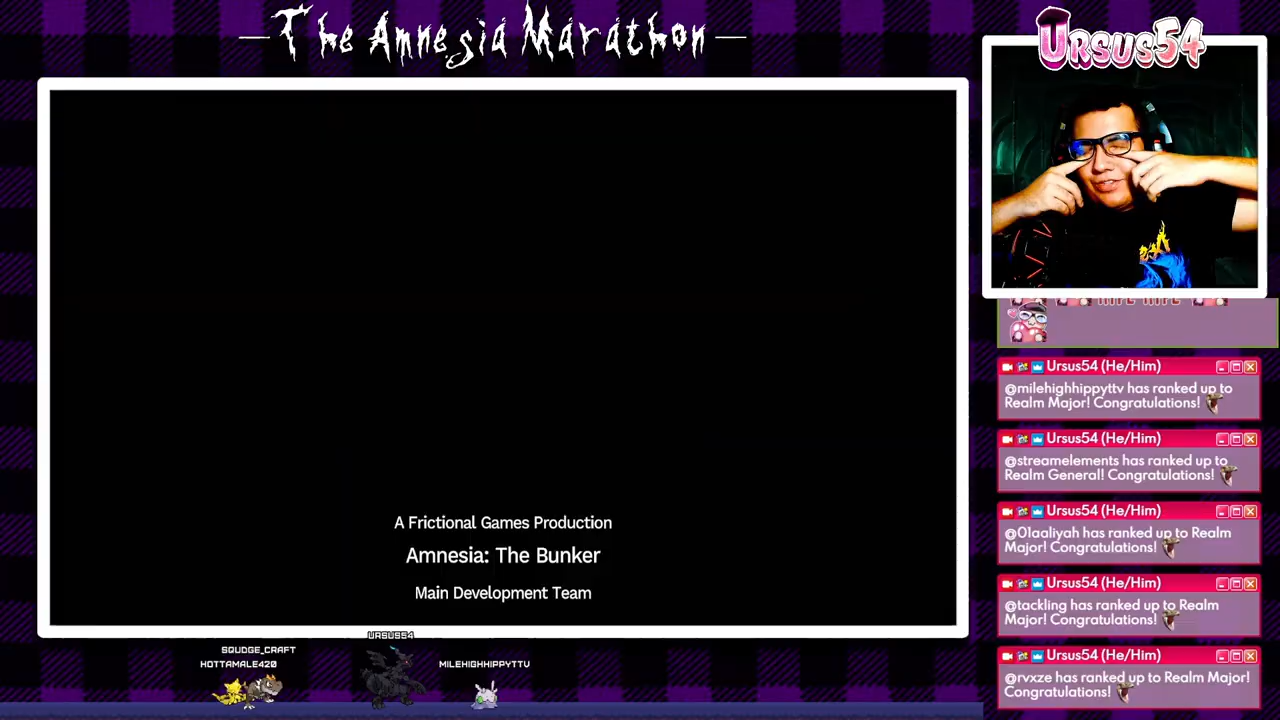 —The Amnesia Marathon—
URSUS54
A Frictional Games Production
Amnesia: The Bunker
Main Development Team
Ursus54 (He/Him)
@milehighhippyttv has ranked up to
Realm Major! Congratulations!
Ursus54 (He/Him)
@streamelements has ranked up to
Realm General! Congratulations!
Ursus54 (He/Him)
@01aaliyah has ranked up to Realm
Major! Congratulations!
Ursus54 (He/Him)
@tackling has ranked up to Realm
Major! Congratulations!
Ursus54 (He/Him)
@rvxze has ranked up to Realm Major!
Congratulations!
URSUS54
SQUDGE_CRAFT
HOTTAMALE420
MILEHIGHHIPPYTTV